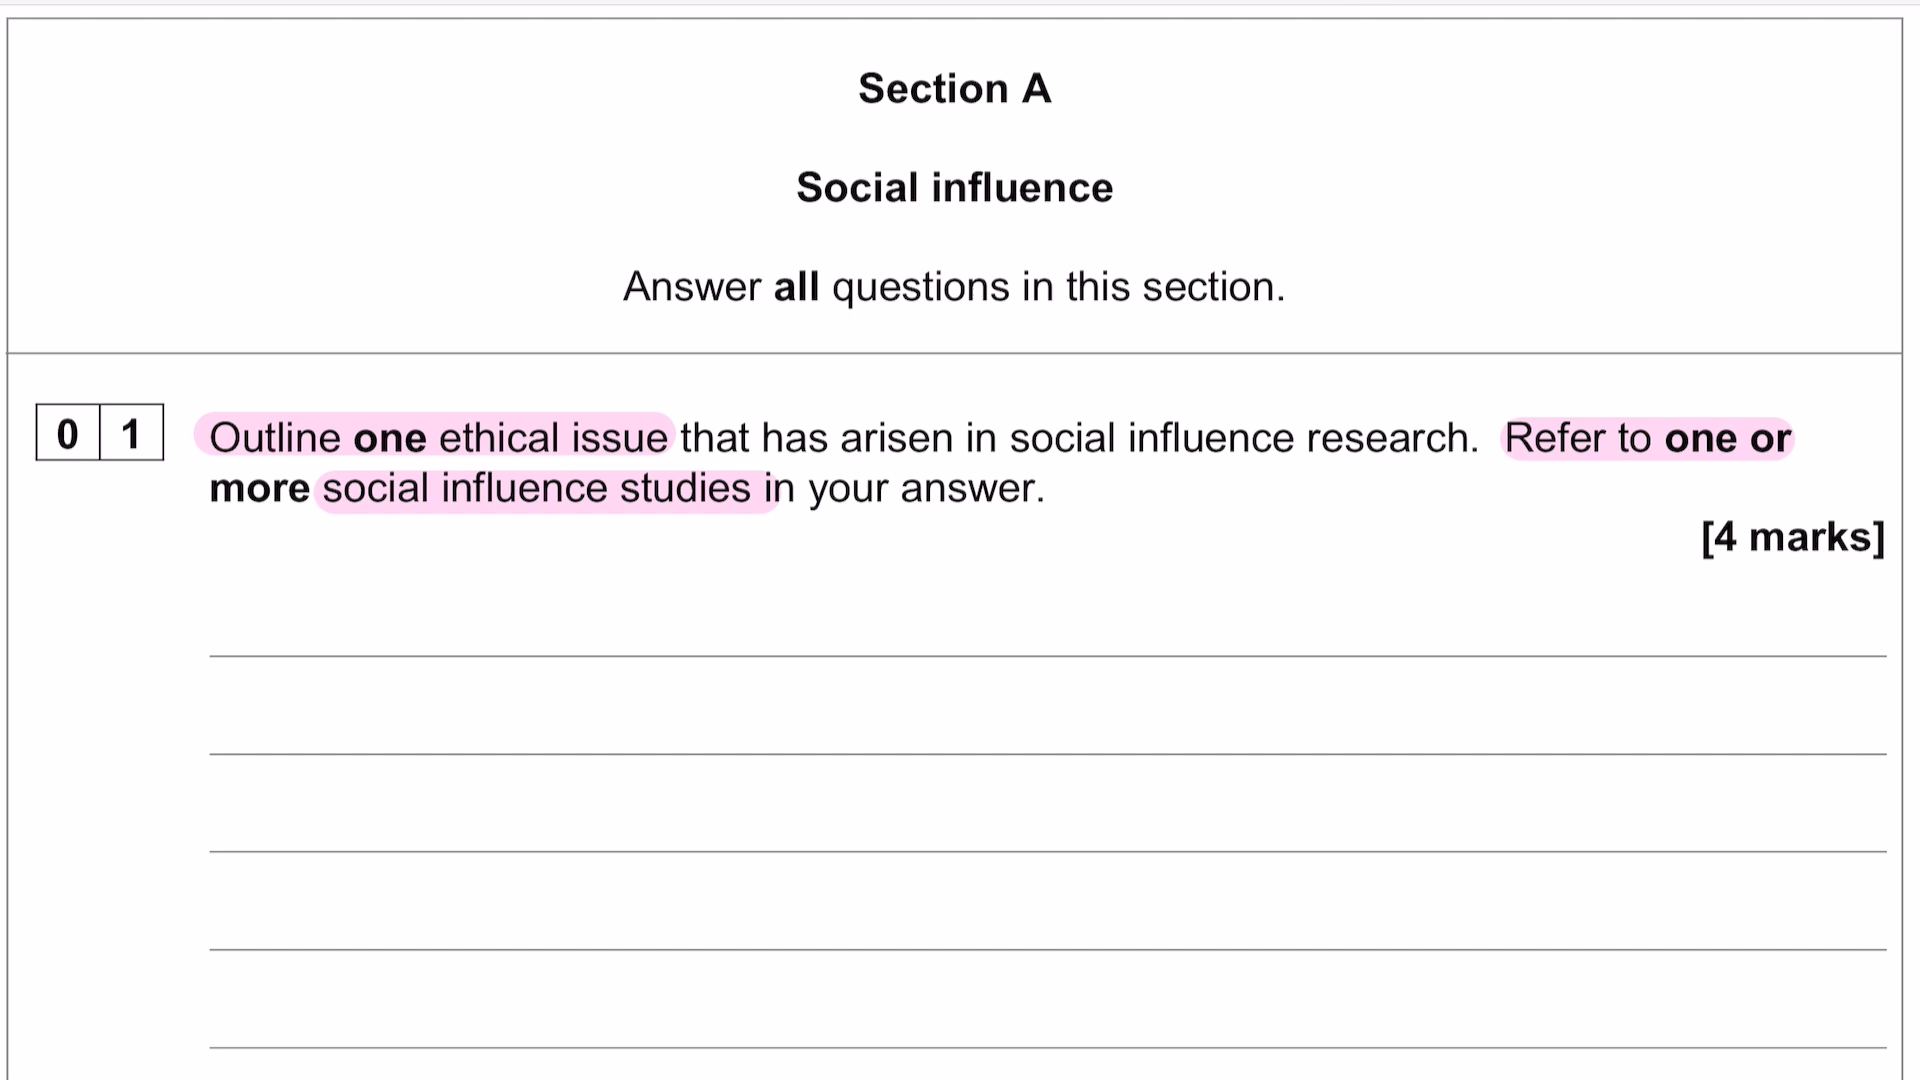 Section A
Social influence
Answer all questions in this section.
0 1 Outline one ethical issue that has arisen in social influence research. Refer to one or
more social influence studies in your answer.
[4 marks]